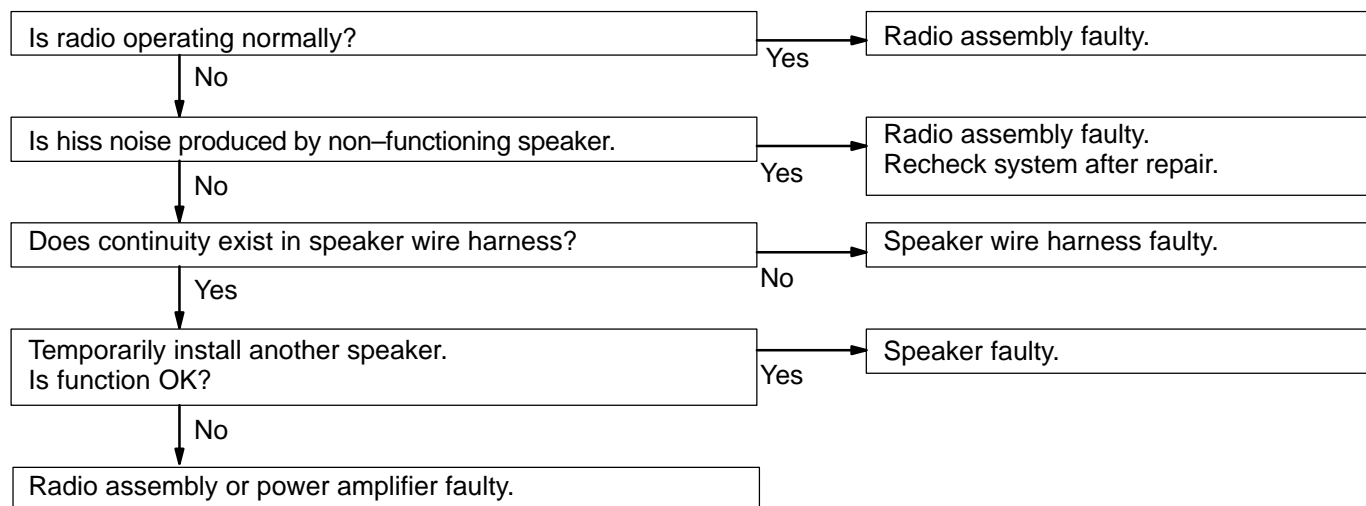 Is radio operating normally?
Yes
Radio assembly faulty.
No
Is hiss noise produced by non–functioning speaker.
Yes
Radio assembly faulty.
Recheck system after repair.
No
Does continuity exist in speaker wire harness?
No
Speaker wire harness faulty.
Yes
Temporarily install another speaker.
Is function OK?
Yes
Speaker faulty.
No
Radio assembly or power amplifier faulty.